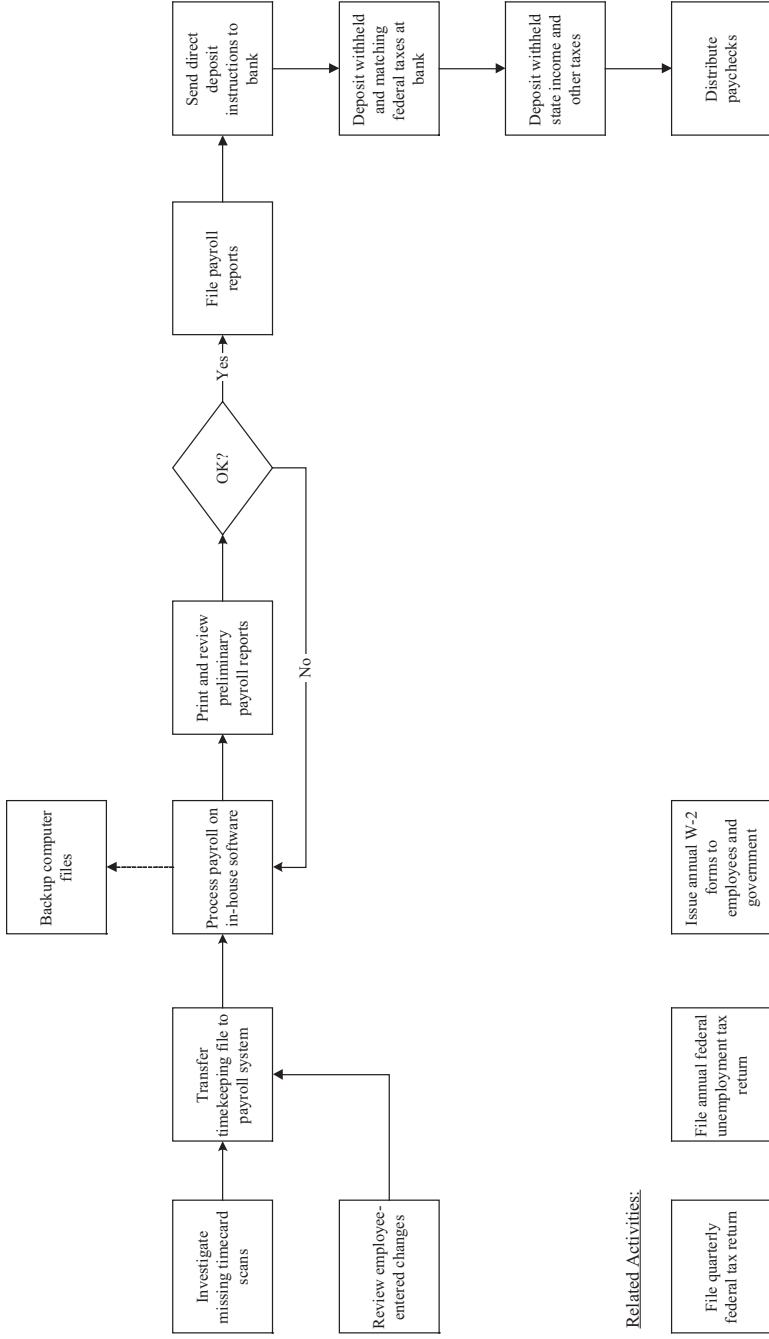 Investigate
missing timecard
scans
Review employee-
entered changes
Transfer
timekeeping file to
payroll system
Backup computer
files
Process payroll on
in-house software
Print and review
preliminary
payroll reports
OK?
No
Yes
File payroll
reports
Send direct
deposit
instructions to
bank
Deposit withheld
and matching
federal taxes at
bank
Deposit withheld
state income and
other taxes
Distribute
paychecks
Related Activities:
File quarterly
federal tax return
File annual federal
unemployment tax
return
Issue annual W-2
forms to
employees and
government